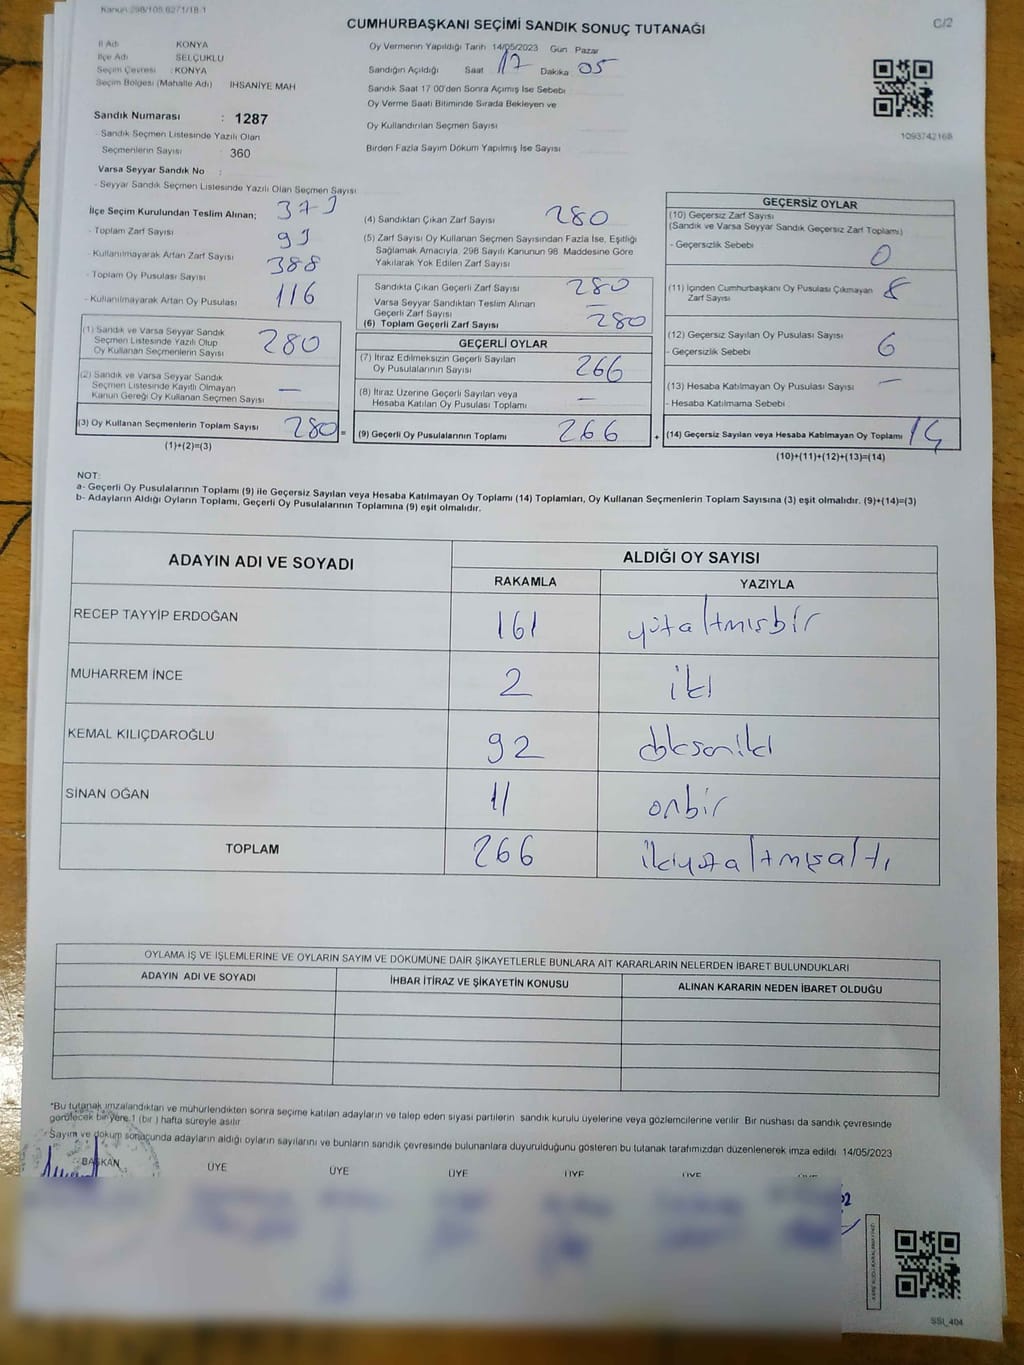 Kanun 298/105.6271/18.1
CUMHURBAŞKANI SEÇİMİ SANDIK SONUÇ TUTANAĞI
C/2
İl Adı KONYA
İlçe Adı SELÇUKLU
Seçim Çevresi : KONYA
Seçim Bölgesi (Mahalle Adı) IHSANİYE MAH
Oy Vermenin Yapıldığı Tarih 14/05/2023 Gün Pazar
Sandığın Açıldığı Saat 17 Dakika 05
Sandık Saat 17 00'den Sonra Açımış Ise Sebebi
Oy Verme Saati Bitiminde Sırada Bekleyen ve
Oy Kullandırılan Seçmen Sayısı
Birden Fazla Sayım Döküm Yapılmış İse Sayısı
1093742168
Sandık Numarası : 1287
- Sandık Seçmen Listesinde Yazılı Olan
Seçmenlerin Sayısı 360
Varsa Seyyar Sandık No :
- Seyyar Sandık Seçmen Listesinde Yazılı Olan Seçmen Sayısı
İlçe Seçim Kurulundan Teslim Alınan;
- Toplam Zarf Sayısı
- Kullanılmayarak Artan Zarf Sayısı
- Toplam Oy Pusulası Sayısı 388
- Kullanılmayarak Artan Oy Pusulası 116
(1) Sandık ve Varsa Seyyar Sandık
Seçmen Listesinde Yazılı Olup
Oy Kullanan Seçmenlerin Sayısı 280
(2) Sandık ve Varsa Seyyar Sandık
Seçmen Listesinde Kayıtlı Olmayan
Kanun Gereği Oy Kullanan Seçmen Sayısı —
(3) Oy Kullanan Seçmenlerin Toplam Sayısı 280 =
(1)+(2)=(3)
(4) Sandıktan Çıkan Zarf Sayısı 280
(5) Zarf Sayısı Oy Kullanan Seçmen Sayısından Fazla İse, Eşitliği
Sağlamak Amacıyla, 298 Sayılı Kanunun 98 Maddesine Göre
Yakılarak Yok Edilen Zarf Sayısı
Sandıkta Çıkan Geçerli Zarf Sayısı 280
Varsa Seyyar Sandıktan Teslim Alınan
Geçerli Zarf Sayısı —
(6) Toplam Geçerli Zarf Sayısı 280
GEÇERLİ OYLAR
(7) İtiraz Edilmeksizin Geçerli Sayılan
Oy Pusulalarının Sayısı 266
(8) İtiraz Üzerine Geçerli Sayılan veya
Hesaba Katılan Oy Pusulası Toplamı —
(9) Geçerli Oy Pusulalarının Toplamı 266 +
GEÇERSİZ OYLAR
(10) Geçersiz Zarf Sayısı
(Sandık ve Varsa Seyyar Sandık Geçersiz Zarf Toplamı)
- Geçersizlik Sebebi 0
(11) İçinden Cumhurbaşkanı Oy Pusulası Çıkmayan
Zarf Sayısı 8
(12) Geçersiz Sayılan Oy Pusulası Sayısı
- Geçersizlik Sebebi 6
(13) Hesaba Katılmayan Oy Pusulası Sayısı —
- Hesaba Katılmama Sebebi
(14) Geçersiz Sayılan veya Hesaba Katılmayan Oy Toplamı 14
(10)+(11)+(12)+(13)=(14)
NOT:
a- Geçerli Oy Pusulalarının Toplamı (9) ile Geçersiz Sayılan veya Hesaba Katılmayan Oy Toplamı (14) Toplamları, Oy Kullanan Seçmenlerin Toplam Sayısına (3) eşit olmalıdır. (9)+(14)=(3)
b- Adayların Aldığı Oyların Toplamı, Geçerli Oy Pusulalarının Toplamına (9) eşit olmalıdır.
ADAYIN ADI VE SOYADI ALDIĞI OY SAYISI
RAKAMLA YAZIYLA
RECEP TAYYİP ERDOĞAN 161 yüzaltmışbir
MUHARREM İNCE 2 iki
KEMAL KILIÇDAROĞLU 92 doksaniki
SİNAN OĞAN 11 onbir
TOPLAM 266 ikiyüzaltmışaltı
OYLAMA İŞ VE İŞLEMLERİNE VE OYLARIN SAYIM VE DÖKÜMÜNE DAİR ŞİKAYETLERLE BUNLARA AİT KARARLARIN NELERDEN İBARET BULUNDUKLARI
ADAYIN ADI VE SOYADI İHBAR İTİRAZ VE ŞİKAYETİN KONUSU ALINAN KARARIN NEDEN İBARET OLDUĞU
*Bu tutanak imzalandıktan ve mühürlendikten sonra seçime katılan adayların ve talep eden siyasi partilerin sandık kurulu üyelerine veya gözlemcilerine verilir Bir nüshası da sandık çevresinde
görülecek bir yere 1 (bir ) hafta süreyle asılır
- Sayım ve döküm sonucunda adayların aldığı oyların sayılarını ve bunların sandık çevresinde bulunanlara duyurulduğunu gösteren bu tutanak tarafımızdan düzenlenerek imza edildi 14/05/2023
BAŞKAN ÜYE ÜYE ÜYE ÜYE ÜYE ÜYE
SSI_404